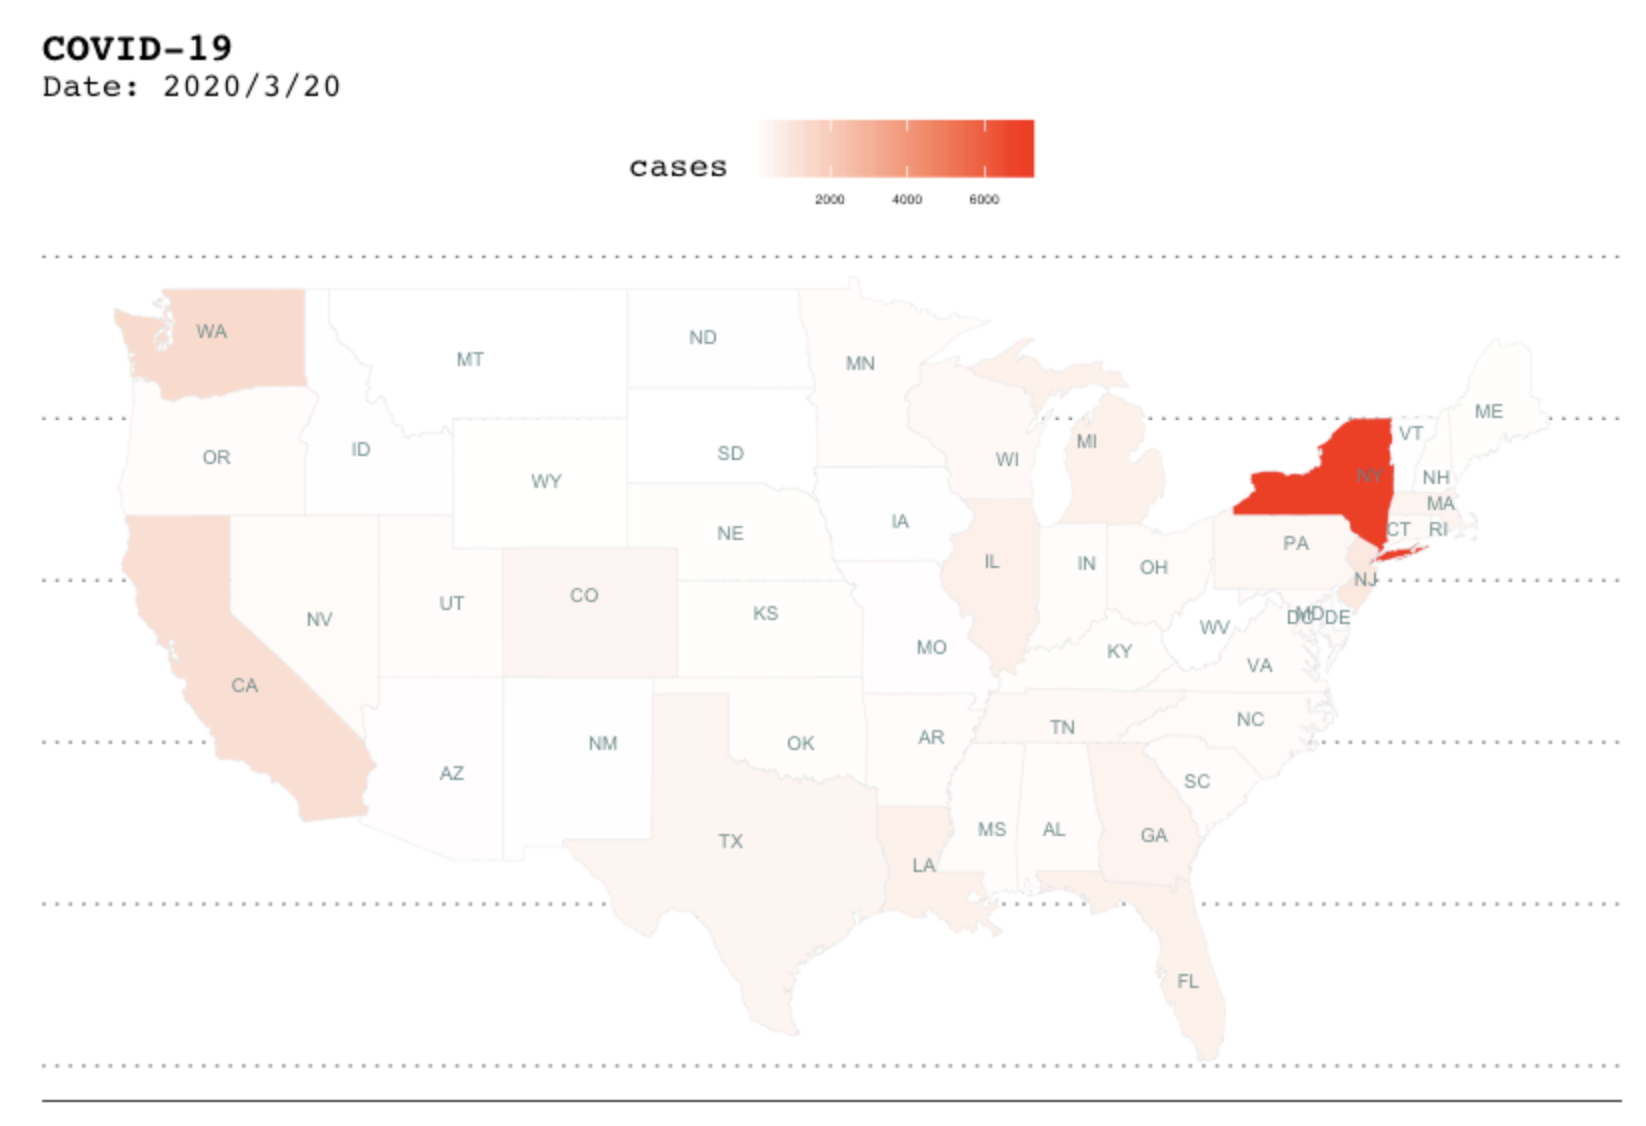 COVID-19
Date: 2020/3/20
cases
2000 4000 6000
WA
MT
ND
MN
OR
ID
WY
SD
WI
MI
VT
ME
NY
NH
MA
NE
IA
IL
IN
OH
PA
CT
RI
NV
UT
CO
KS
MO
KY
WV
NJ
DC
MD
DE
VA
CA
AZ
NM
OK
AR
TN
NC
SC
TX
LA
MS
AL
GA
FL